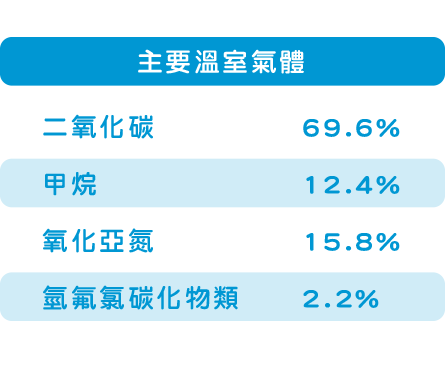 主要溫室氣體
二氧化碳 69.6%
甲烷 12.4%
氧化亞氮 15.8%
氫氟氯碳化物類 2.2%